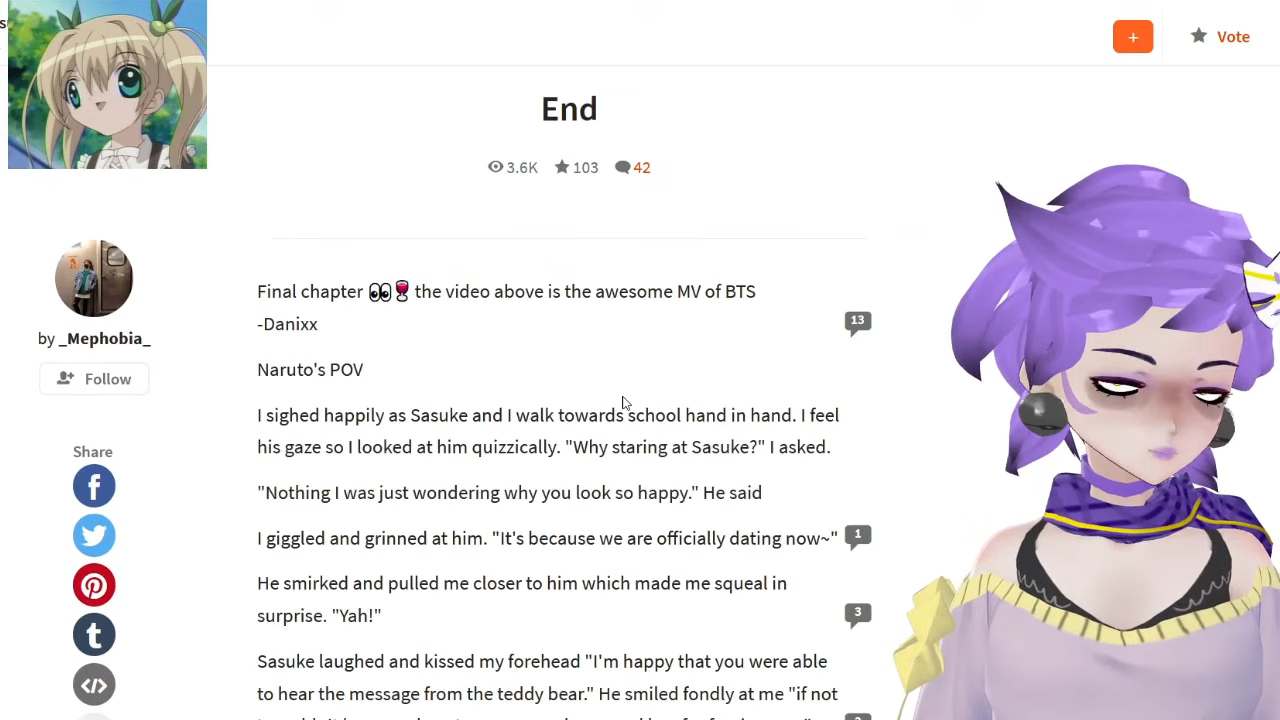 s
+
Vote
End
3.6K
103
42
by _Mephobia_
Follow
Share
Final chapter 👀🍷 the video above is the awesome MV of BTS
-Danixx
13
Naruto's POV
I sighed happily as Sasuke and I walk towards school hand in hand. I feel
his gaze so I looked at him quizzically. "Why staring at Sasuke?" I asked.
"Nothing I was just wondering why you look so happy." He said
I giggled and grinned at him. "It's because we are officially dating now~"
1
He smirked and pulled me closer to him which made me squeal in
surprise. "Yah!"
3
Sasuke laughed and kissed my forehead "I'm happy that you were able
to hear the message from the teddy bear." He smiled fondly at me "if not